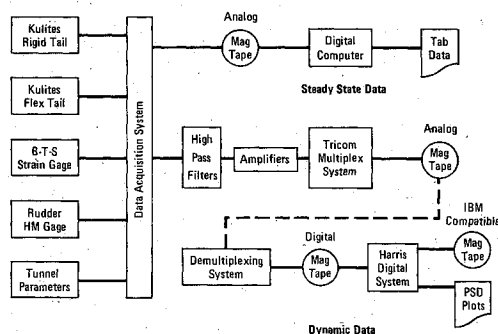 Kulites
Rigid Tail
Kulites
Flex Tail
B-T-S
Strain Gage
Rudder
HM Gage
Tunnel
Parameters
Data Acquisition System
Analog
Mag
Tape
Digital
Computer
Tab
Data
Steady State Data
High
Pass
Filters
Amplifiers
Tricom
Multiplex
System
Analog
Mag
Tape
Demultiplexing
System
Digital
Mag
Tape
Harris
Digital
System
IBM
Compatible
Mag
Tape
PSD
Plots
Dynamic Data